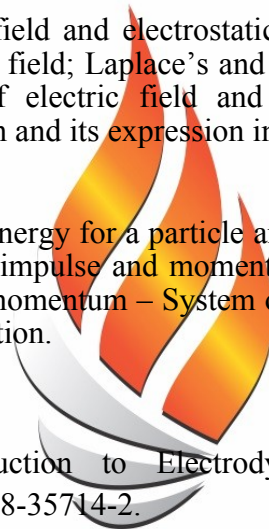 field and electrostatic
field; Laplace's and
f electric field and
n and its expression in
nergy for a particle an
impulse and moment
momentum – System o
tion.
uction to Electrody
8-35714-2.